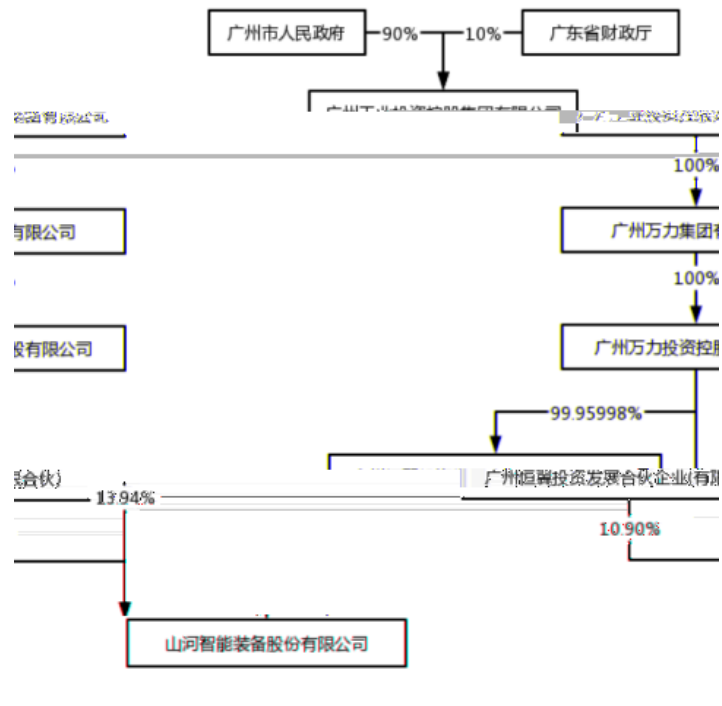 广州市人民政府 90% 10% 广东省财政厅
100%
有限公司 广州万力集团有
100%
股有限公司 广州万力投资控股
99.95998%
合伙) 广州恒翼投资发展合伙企业(有限
13.94%
10.90%
山河智能装备股份有限公司